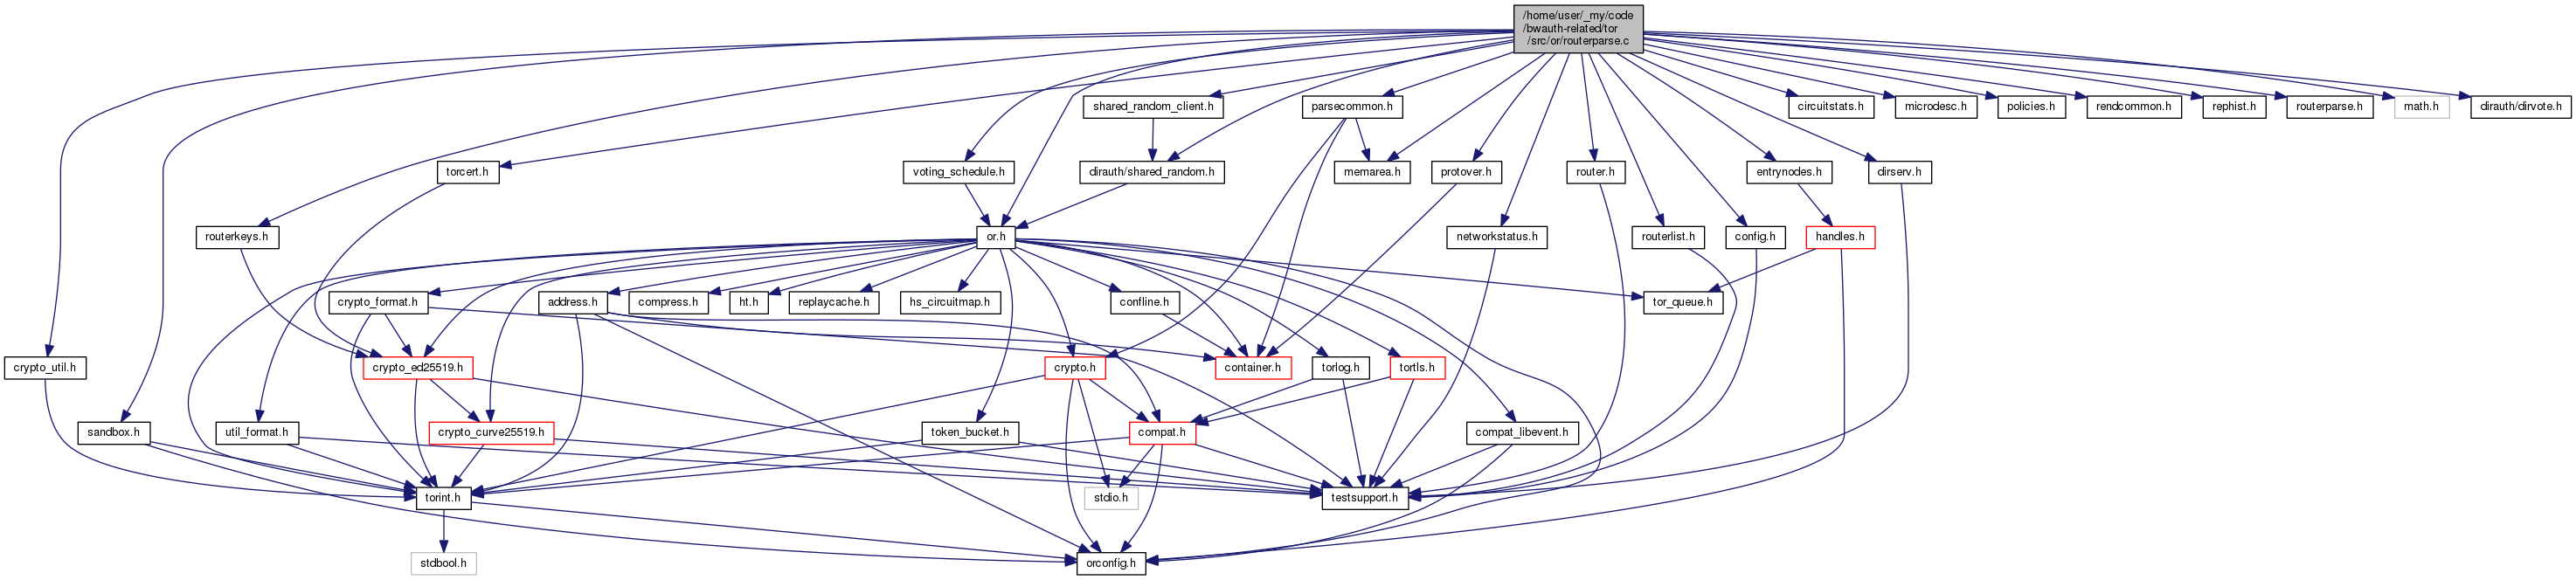 /home/user/_my/code
/bwauth-related/tor
/src/or/routerparse.c
shared_random_client.h
parsecommon.h
circuitstats.h
microdesc.h
policies.h
rendcommon.h
rephist.h
routerparse.h
math.h
dirauth/dirvote.h
torcert.h
voting_schedule.h
dirauth/shared_random.h
memarea.h
protover.h
router.h
entrynodes.h
dirserv.h
routerkeys.h
or.h
networkstatus.h
routerlist.h
config.h
handles.h
crypto_format.h
address.h
compress.h
ht.h
replaycache.h
hs_circuitmap.h
confline.h
tor_queue.h
crypto_util.h
crypto_ed25519.h
crypto.h
container.h
torlog.h
tortls.h
sandbox.h
util_format.h
crypto_curve25519.h
token_bucket.h
compat.h
compat_libevent.h
torint.h
stdio.h
testsupport.h
stdbool.h
orconfig.h